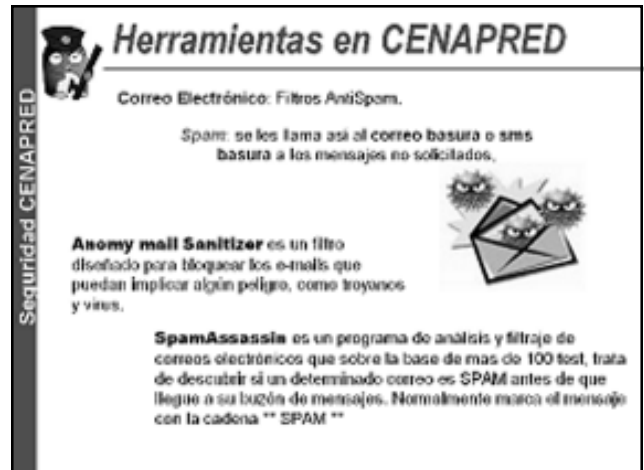 Herramientas en CENAPRED
Seguridad CENAPRED
Correo Electrónico: Filtros AntiSpam.
Spam: se les llama así al correo basura o sms
basura a los mensajes no solicitados.
Anomy mail Sanitizer es un filtro
diseñado para bloquear los e-mails que
puedan implicar algún peligro, como troyanos
y virus.
SpamAssassin es un programa de análisis y filtraje de
correos electrónicos que sobre la base de mas de 100 test, trata
de descubrir si un determinado correo es SPAM antes de que
llegue a su buzón de mensajes. Normalmente marca el mensaje
con la cadena ** SPAM **